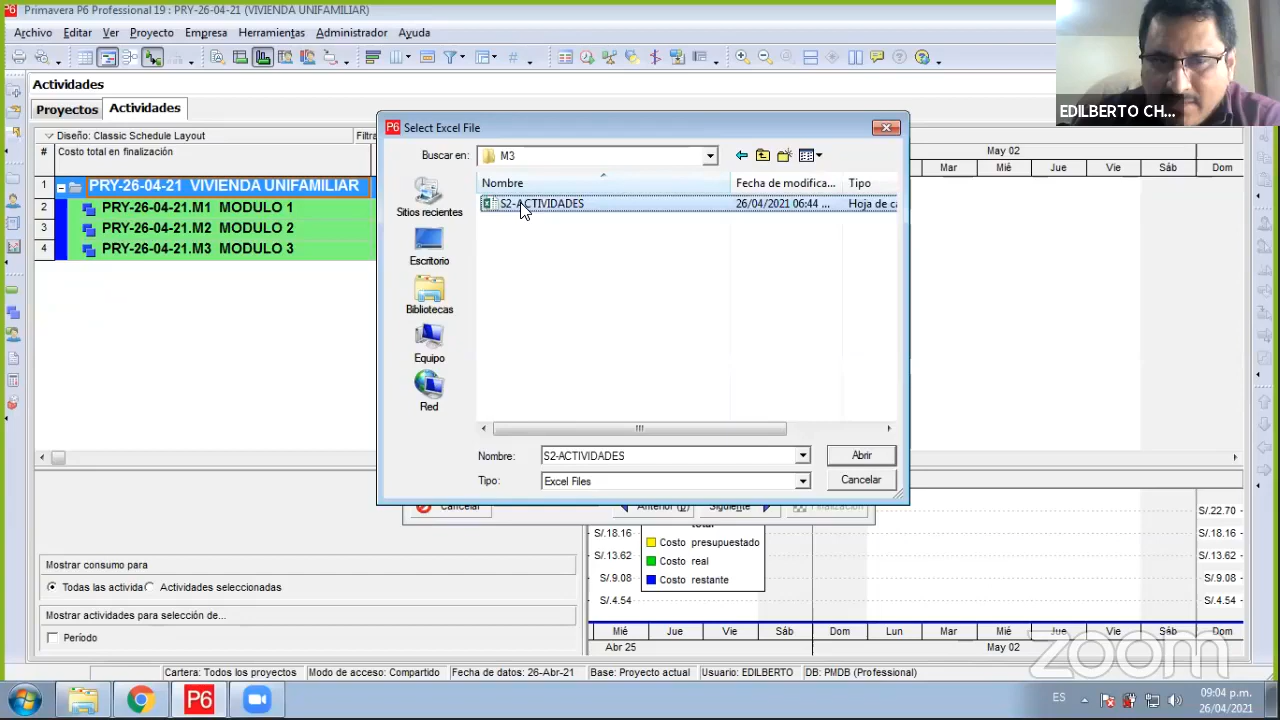 Primavera P6 Professional 19 : PRY-26-04-21 (VIVIENDA UNIFAMILIAR)
Archivo Editar Ver Proyecto Empresa Herramientas Administrador Ayuda
EDILBERTO CH...
Actividades
Proyectos Actividades
Diseño: Classic Schedule Layout Filtra
May 02
# Costo total en finalización
Mar Mié Jue Vie Sáb Dom
1 PRY-26-04-21 VIVIENDA UNIFAMILIAR
2 PRY-26-04-21.M1 MODULO 1
3 PRY-26-04-21.M2 MODULO 2
4 PRY-26-04-21.M3 MODULO 3
P6 Select Excel File
Buscar en: M3
Nombre Fecha de modifica... Tipo
S2-ACTIVIDADES 26/04/2021 06:44 ... Hoja de cá
Sitios recientes
Escritorio
Bibliotecas
Equipo
Red
Nombre: S2-ACTIVIDADES Abrir
Tipo: Excel Files Cancelar
Cancelar Anterior Siguiente Finalización
total
Costo presupuestado
Costo real
Costo restante
S/.18.16
S/.13.62
S/.9.08
S/.4.54
S/.22.70
S/.18.16
S/.13.62
S/.9.08
S/.4.54
Mostrar consumo para
Todas las activida Actividades seleccionadas
Mostrar actividades para selección de...
Período
Mié Jue Vie Sáb Dom Lun Mar Mié Jue Vie Sáb Dom
Abr 25 May 02
zoom
Cartera: Todos los proyectos Modo de acceso: Compartido Fecha de datos: 26-Abr-21 Base: Proyecto actual Usuario: EDILBERTO DB: PMDB (Professional)
P6
ES
09:04 p.m.
26/04/2021